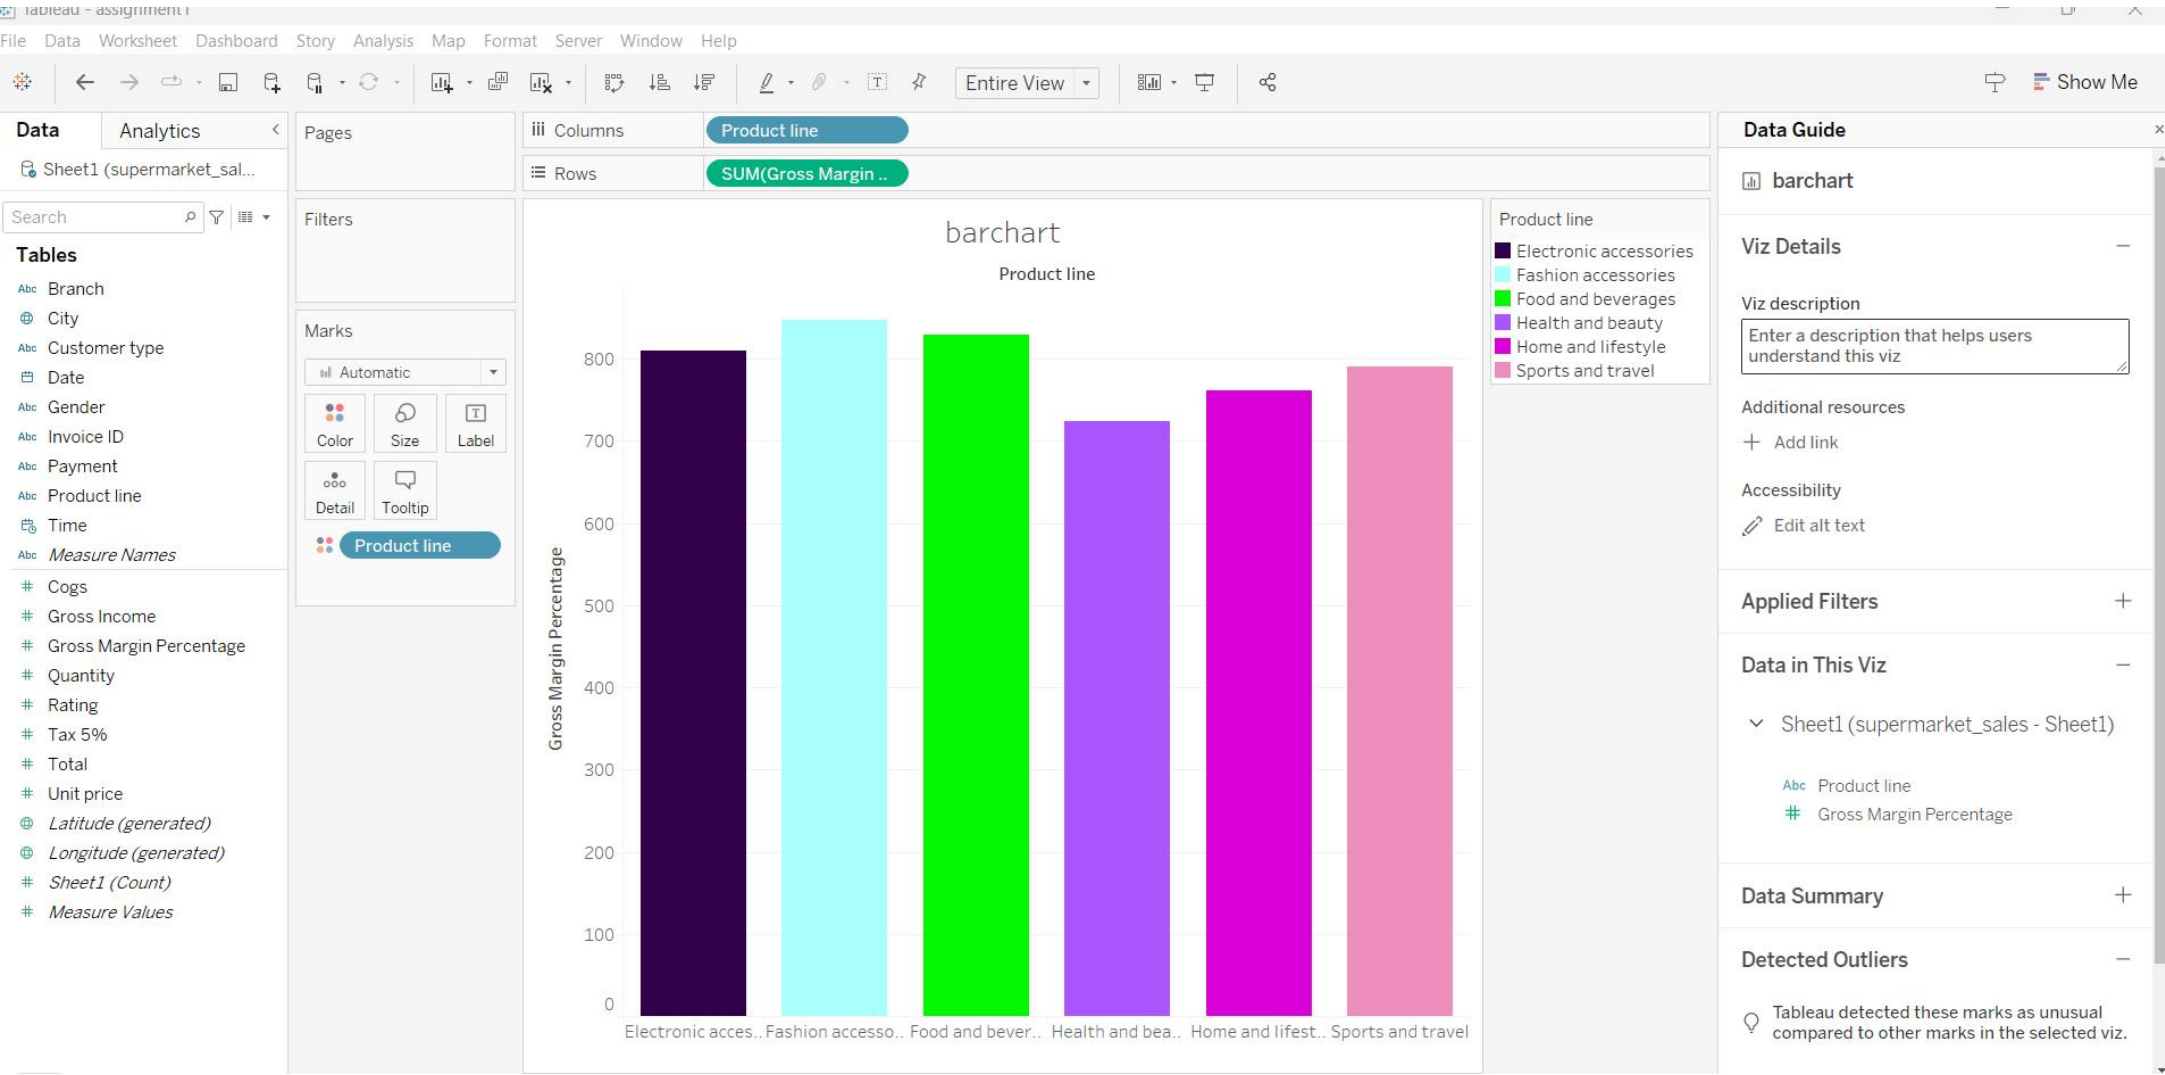 Tableau - assignment1
File Data Worksheet Dashboard Story Analysis Map Format Server Window Help
Entire View
Show Me
Data Analytics
Sheet1 (supermarket_sal...
Search
Tables
Abc Branch
City
Abc Customer type
Date
Abc Gender
Abc Invoice ID
Abc Payment
Abc Product line
Time
Abc Measure Names
# Cogs
# Gross Income
# Gross Margin Percentage
# Quantity
# Rating
# Tax 5%
# Total
# Unit price
Latitude (generated)
Longitude (generated)
# Sheet1 (Count)
# Measure Values
Pages
Filters
Marks
Automatic
Color Size Label
Detail Tooltip
Product line
Columns Product line
Rows SUM(Gross Margin ..
barchart
Product line
Gross Margin Percentage
800
700
600
500
400
300
200
100
0
Electronic acces.. Fashion accesso.. Food and bever.. Health and bea.. Home and lifest.. Sports and travel
Product line
Electronic accessories
Fashion accessories
Food and beverages
Health and beauty
Home and lifestyle
Sports and travel
Data Guide
barchart
Viz Details
Viz description
Enter a description that helps users
understand this viz
Additional resources
Add link
Accessibility
Edit alt text
Applied Filters
Data in This Viz
Sheet1 (supermarket_sales - Sheet1)
Abc Product line
# Gross Margin Percentage
Data Summary
Detected Outliers
Tableau detected these marks as unusual
compared to other marks in the selected viz.